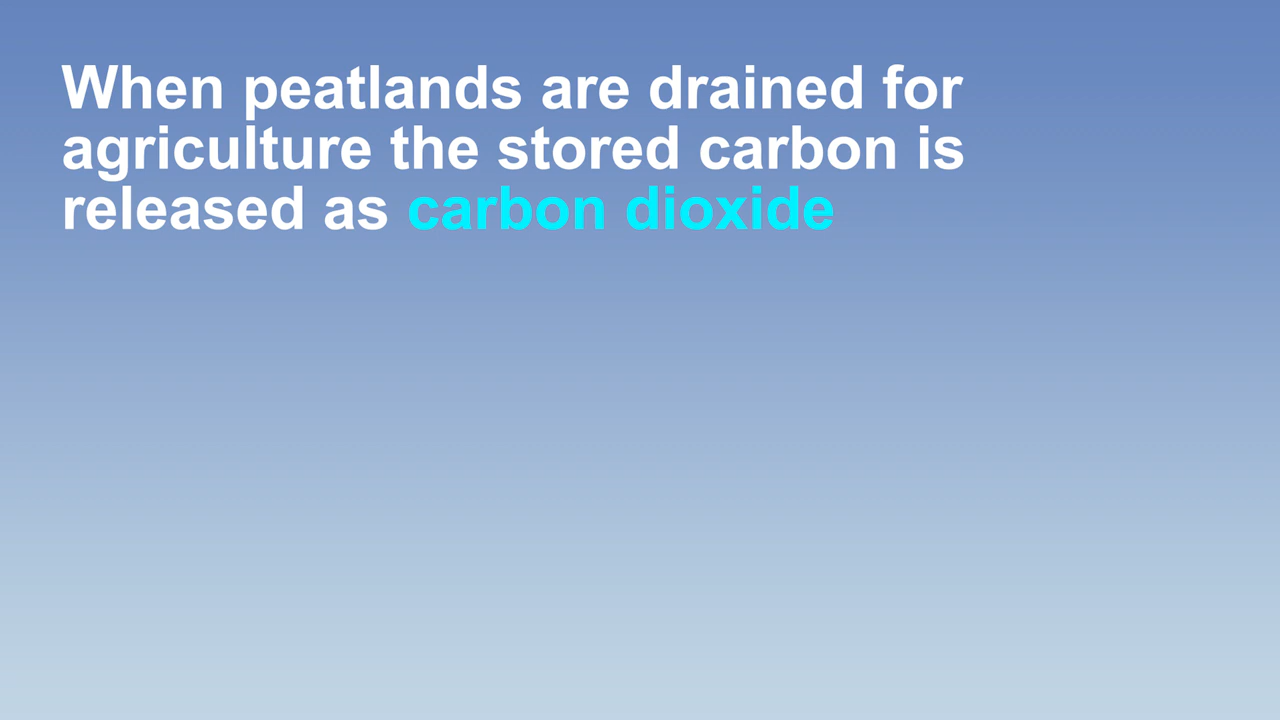 When peatlands are drained for
agriculture the stored carbon is
released as carbon dioxide